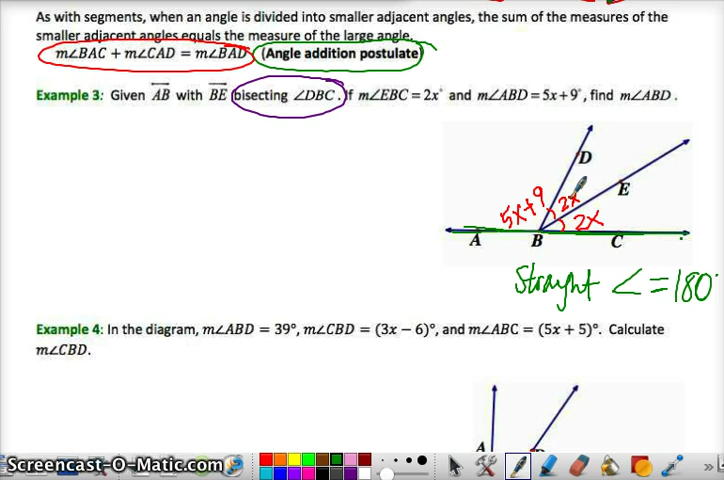 As with segments, when an angle is divided into smaller adjacent angles, the sum of the measures of the
smaller adjacent angles equals the measure of the large angle.
m∠BAC + m∠CAD = m∠BAD (Angle addition postulate)
Example 3: Given AB with BE bisecting ∠DBC. If m∠EBC = 2x° and m∠ABD = 5x + 9°, find m∠ABD.
D
5x+9 2x E
2x
A B C
Straight ∠ = 180°
Example 4: In the diagram, m∠ABD = 39°, m∠CBD = (3x − 6)°, and m∠ABC = (5x + 5)°. Calculate
m∠CBD.
A
Screencast-O-Matic.com